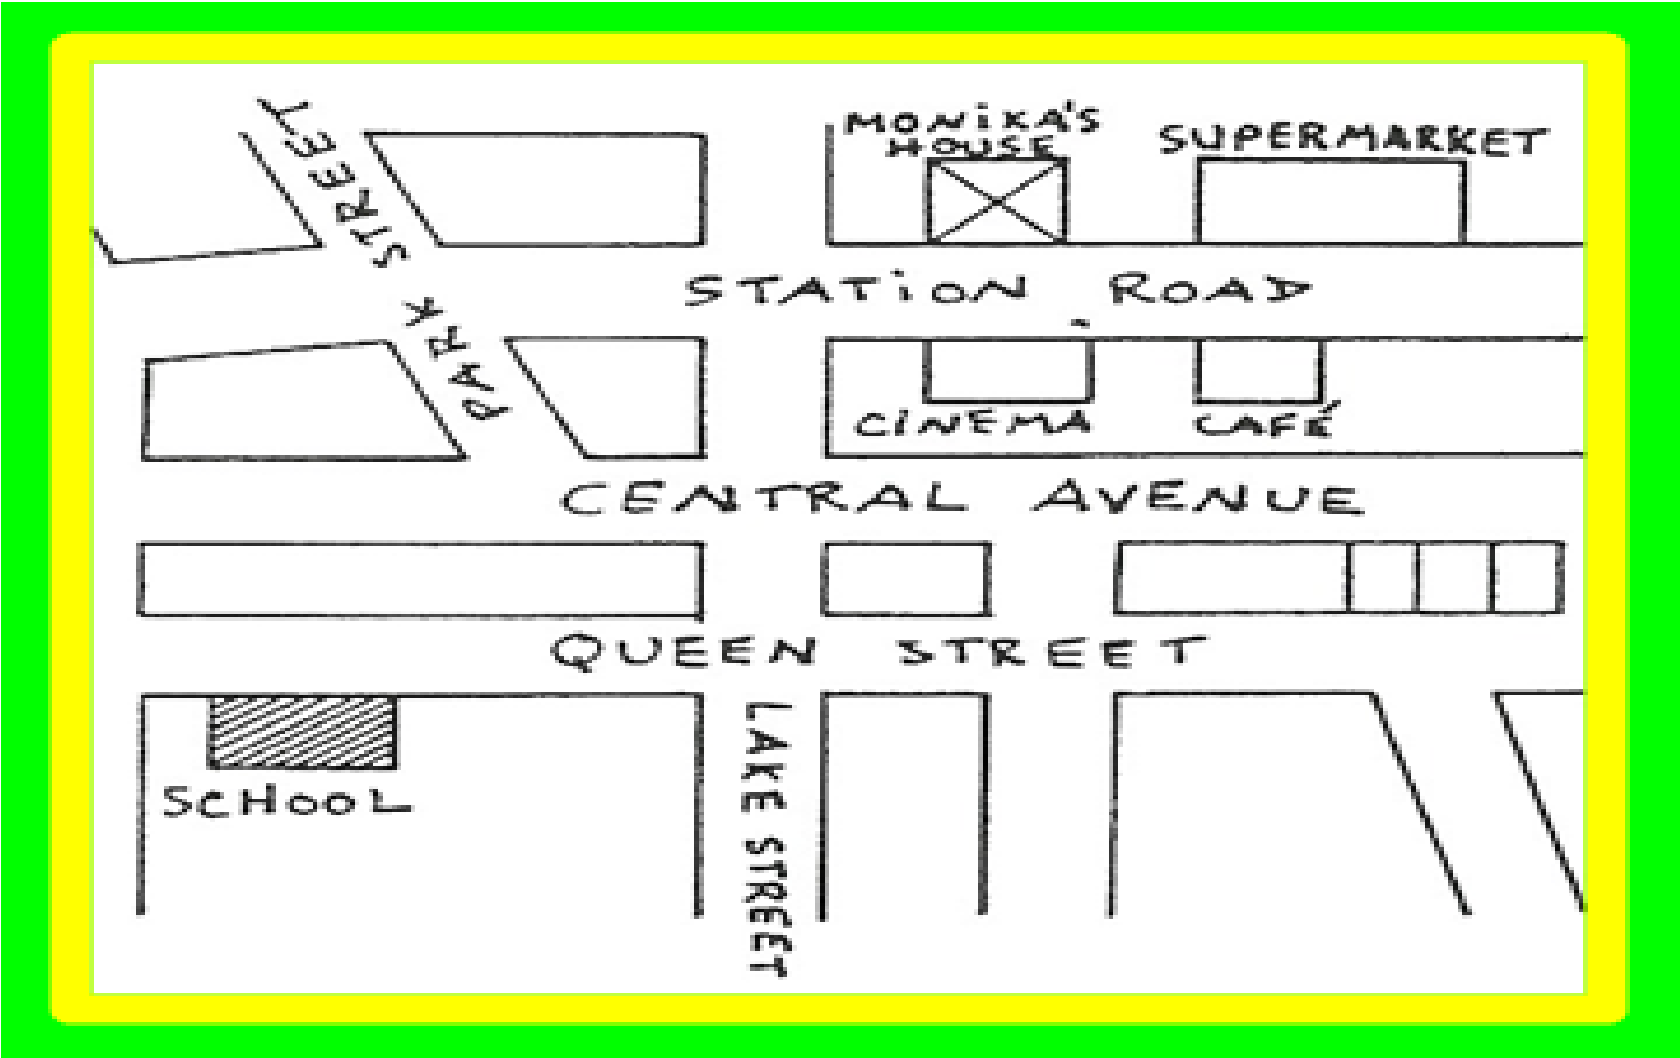 PARK STREET
MONiKA'S
HOUSE
SUPERMARKET
STATiON ROAD
CiNEMA
CAFÉ
CENTRAL AVENUE
QUEEN STREET
SCHOOL
LAKE STREET